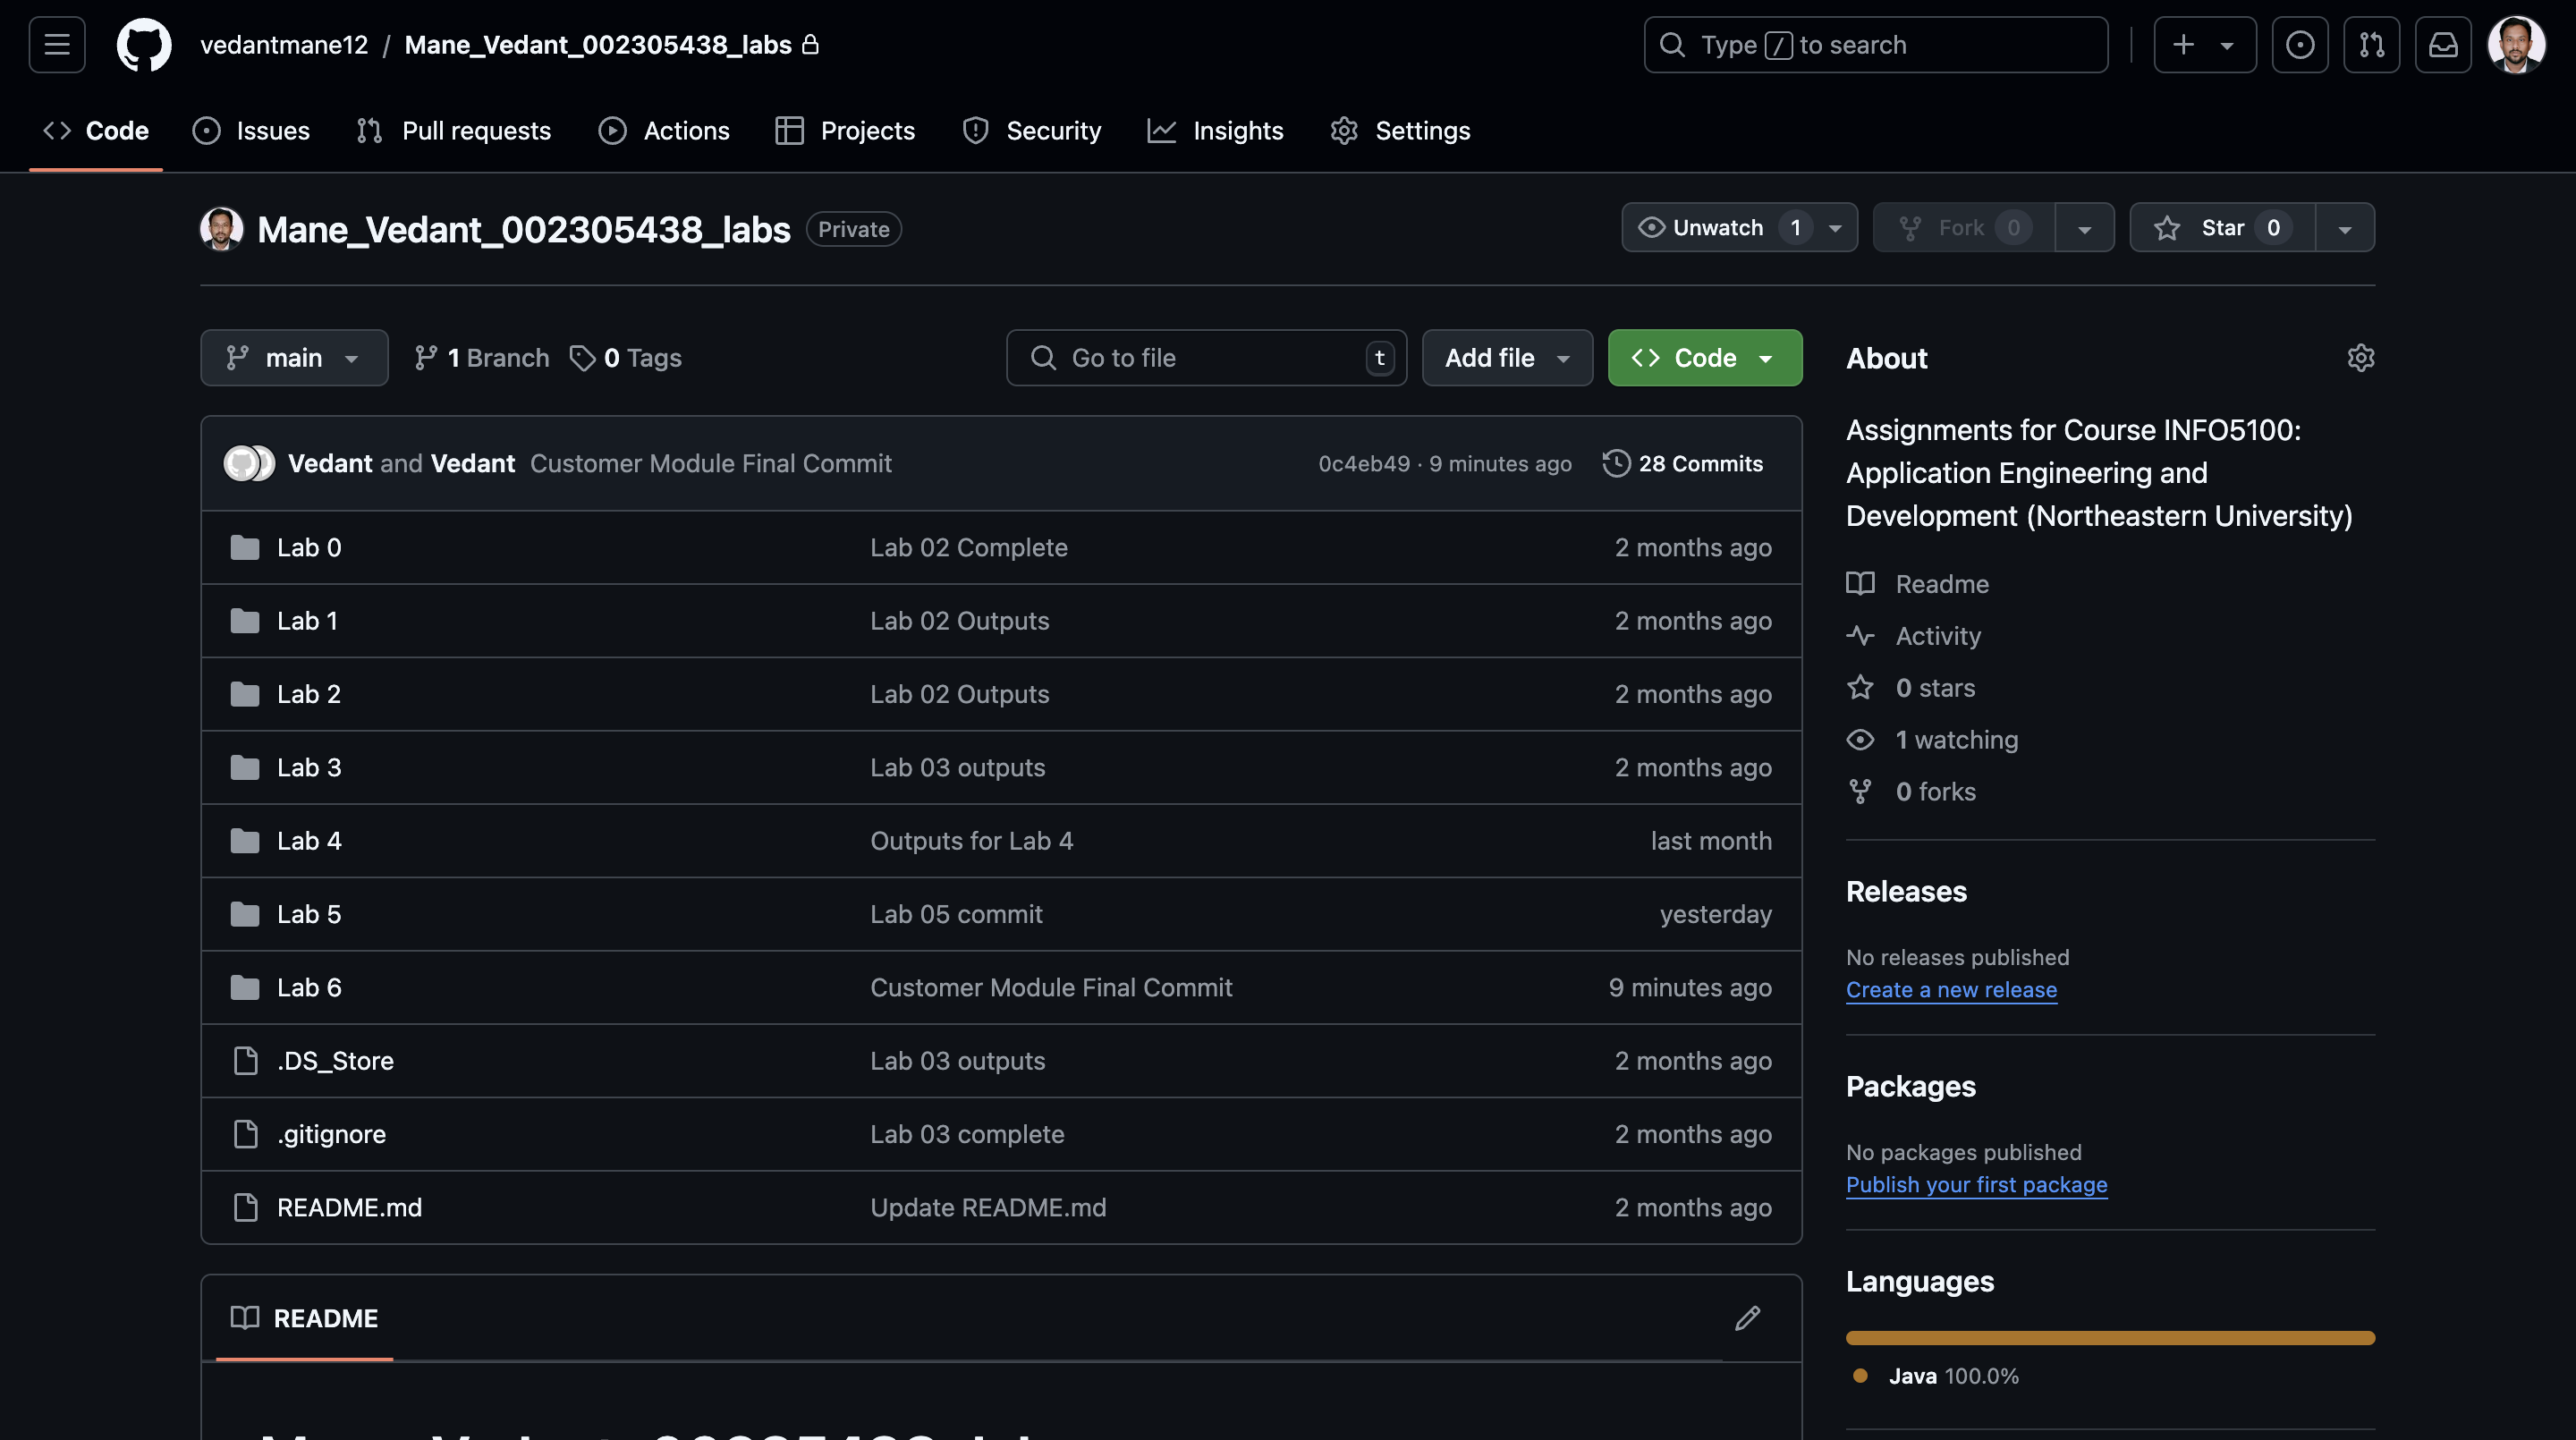 vedantmane12 / Mane_Vedant_002305438_labs
Type / to search
Code Issues Pull requests Actions Projects Security Insights Settings
Mane_Vedant_002305438_labs Private
Unwatch 1 Fork 0 Star 0
main 1 Branch 0 Tags Go to file t Add file Code
Vedant and Vedant Customer Module Final Commit 0c4eb49 · 9 minutes ago 28 Commits
Lab 0 Lab 02 Complete 2 months ago
Lab 1 Lab 02 Outputs 2 months ago
Lab 2 Lab 02 Outputs 2 months ago
Lab 3 Lab 03 outputs 2 months ago
Lab 4 Outputs for Lab 4 last month
Lab 5 Lab 05 commit yesterday
Lab 6 Customer Module Final Commit 9 minutes ago
.DS_Store Lab 03 outputs 2 months ago
.gitignore Lab 03 complete 2 months ago
README.md Update README.md 2 months ago
README
About
Assignments for Course INFO5100:
Application Engineering and
Development (Northeastern University)
Readme
Activity
0 stars
1 watching
0 forks
Releases
No releases published
Create a new release
Packages
No packages published
Publish your first package
Languages
Java 100.0%